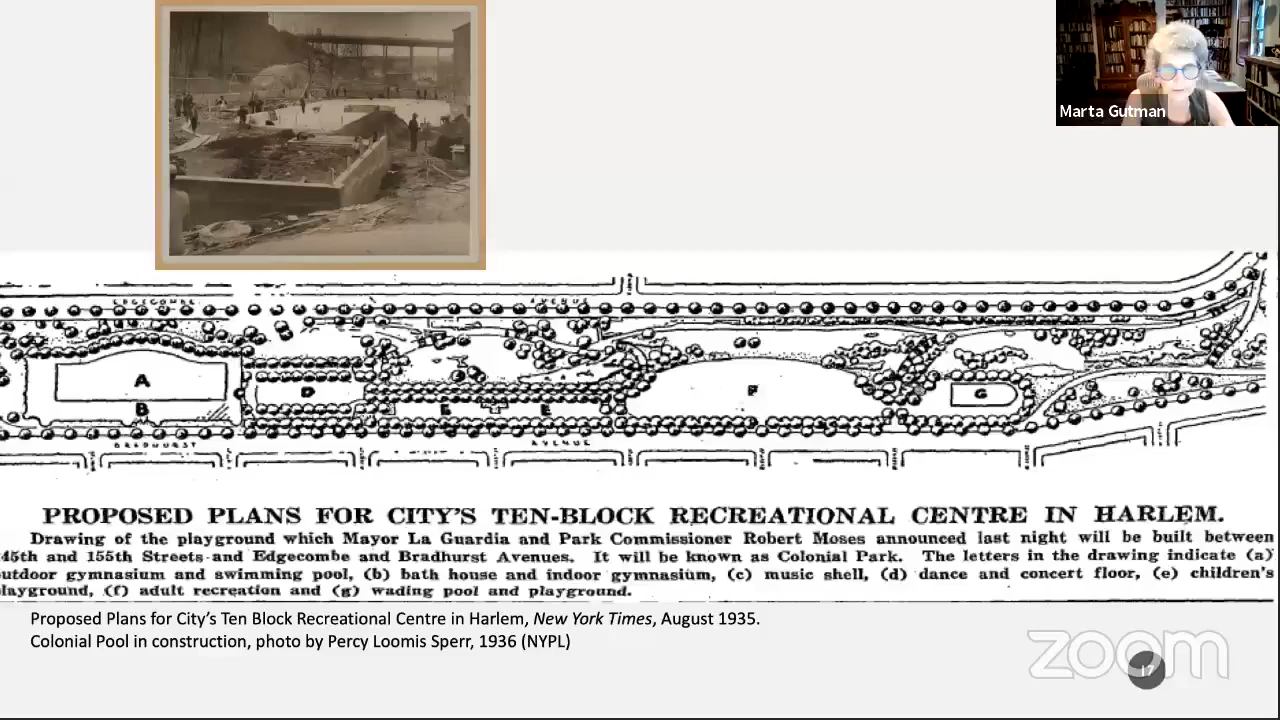 Marta Gutman
EDGECOMBE
AVENUE
A
B
D
E
E
F
G
BRADHURST
AVENUE
PROPOSED PLANS FOR CITY'S TEN-BLOCK RECREATIONAL CENTRE IN HARLEM.
Drawing of the playground which Mayor La Guardia and Park Commissioner Robert Moses announced last night will be built between
45th and 155th Streets and Edgecombe and Bradhurst Avenues. It will be known as Colonial Park. The letters in the drawing indicate (a)
outdoor gymnasium and swimming pool, (b) bath house and indoor gymnasium, (c) music shell, (d) dance and concert floor, (e) children's
playground, (f) adult recreation and (g) wading pool and playground.
Proposed Plans for City's Ten Block Recreational Centre in Harlem, New York Times, August 1935.
Colonial Pool in construction, photo by Percy Loomis Sperr, 1936 (NYPL)
zoom
17